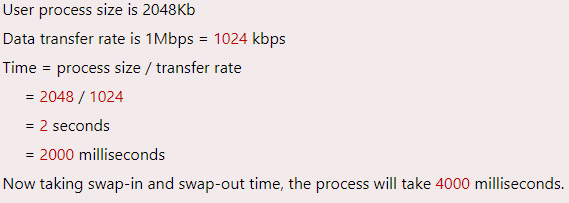 User process size is 2048Kb
Data transfer rate is 1Mbps = 1024 kbps
Time = process size / transfer rate
= 2048 / 1024
= 2 seconds
= 2000 milliseconds
Now taking swap-in and swap-out time, the process will take 4000 milliseconds.